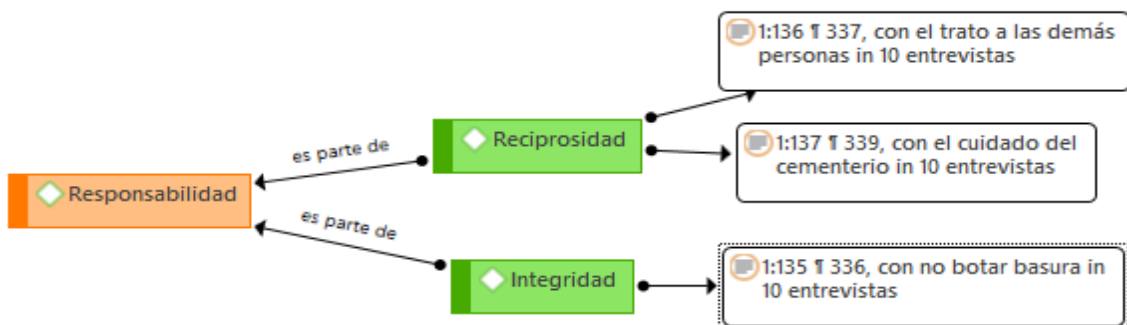 1:136 ¶ 337, con el trato a las demás
personas in 10 entrevistas
Reciprosidad
es parte de
1:137 ¶ 339, con el cuidado del
cementerio in 10 entrevistas
Responsabilidad
es parte de
Integridad
1:135 ¶ 336, con no botar basura in
10 entrevistas